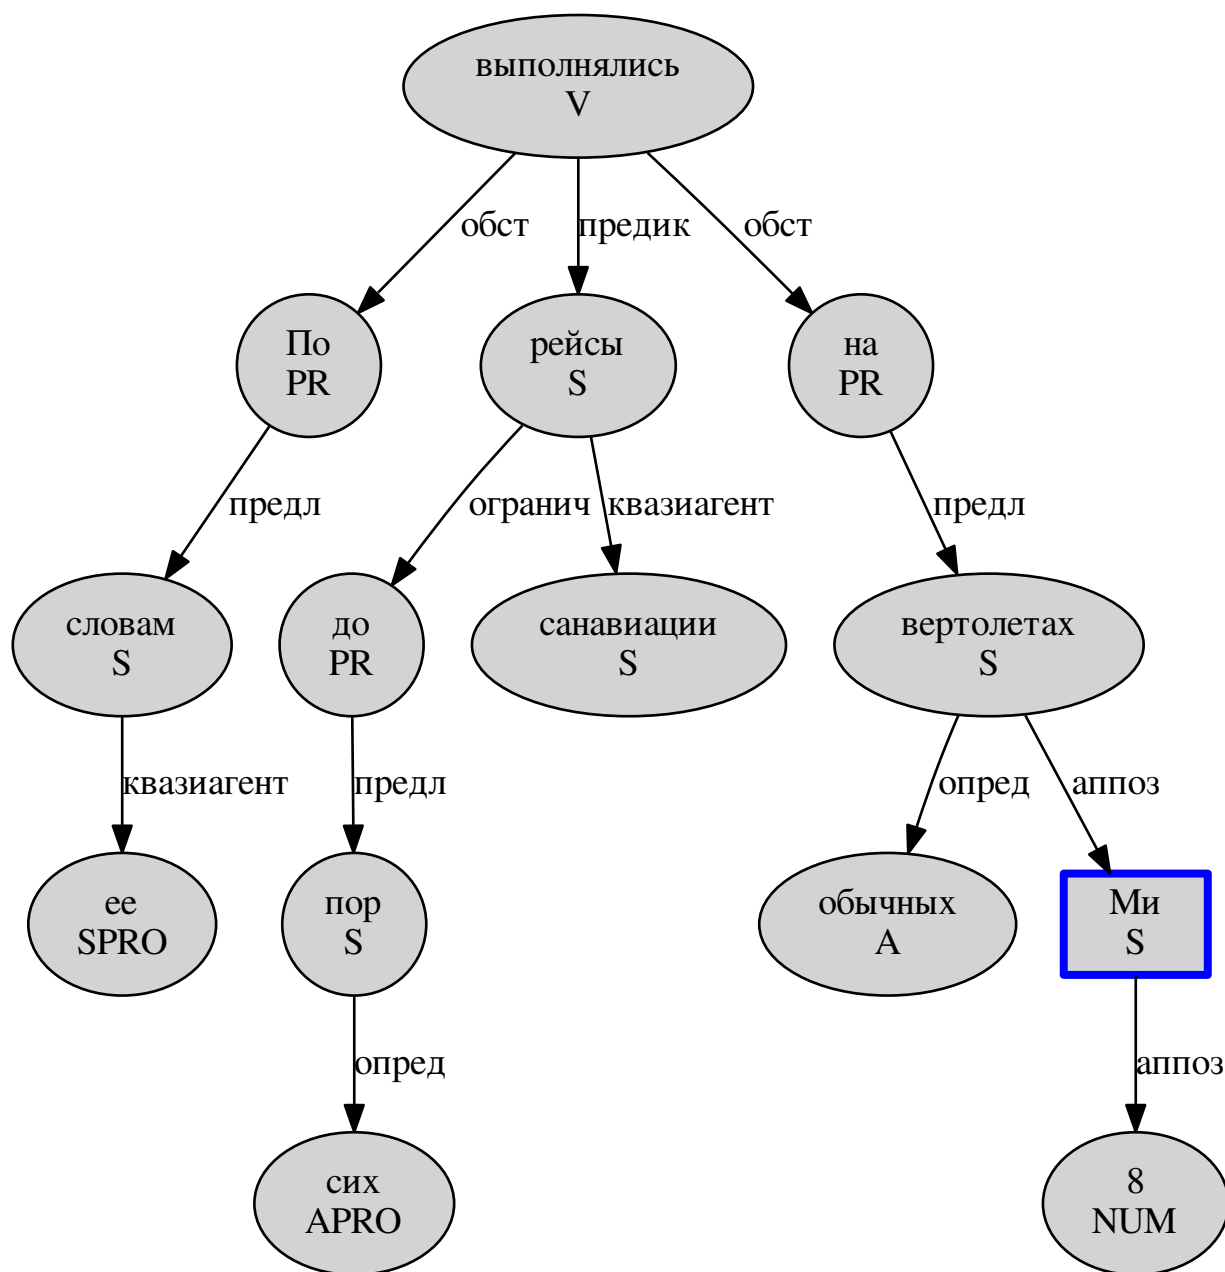 выполнялись
V
обст
предик
обст
По
PR
рейсы
S
на
PR
предл
огранич
квазиагент
предл
словам
S
до
PR
санавиации
S
вертолетах
S
квазиагент
предл
опред
аппоз
ее
SPRO
пор
S
обычных
A
Ми
S
опред
аппоз
сих
APRO
8
NUM